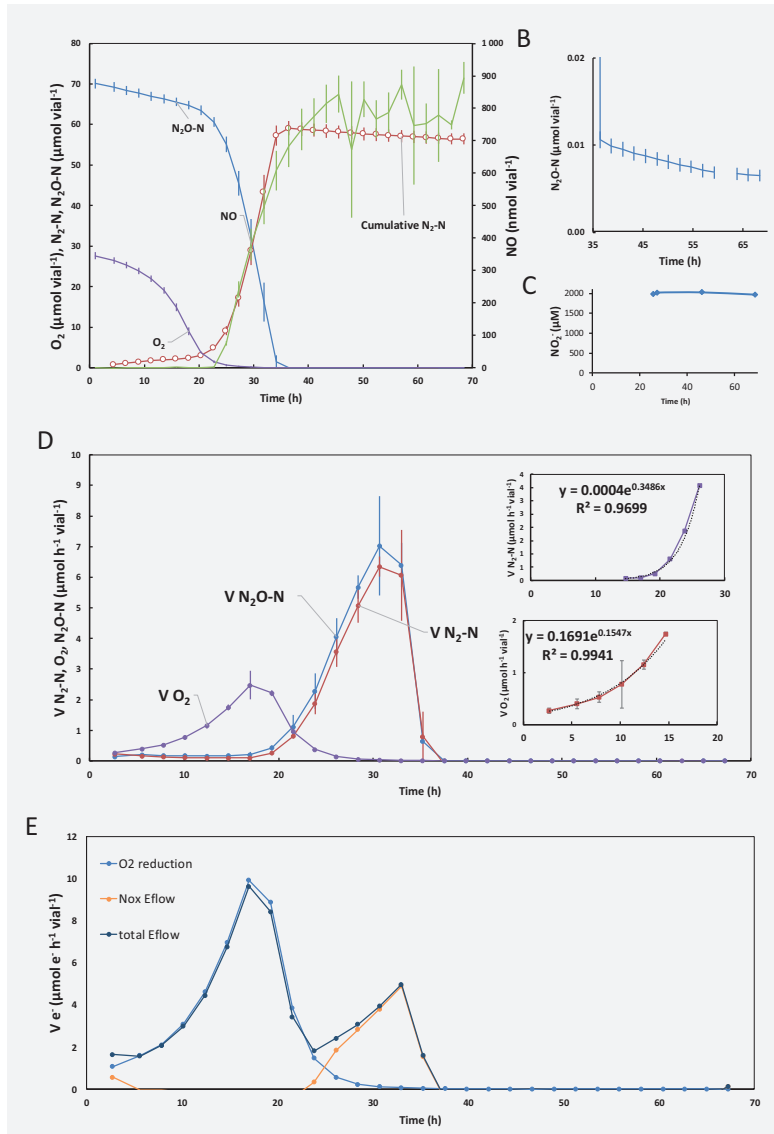 B
80
70
60
50
40
30
20
10
0
O₂ (µmol vial⁻¹), N₂-N, N₂O-N (µmol vial⁻¹)
1 000
900
800
700
600
500
400
300
200
100
0
NO (nmol vial⁻¹)
N₂O-N
NO
O₂
Cumulative N₂-N
0 10 20 30 40 50 60 70
Time (h)
0.02
0.01
0.00
N₂O-N (µmol vial⁻¹)
35 45 55 65
Time (h)
C
2000
1500
1000
500
0
NO₂⁻ (µM)
0 20 40 60
Time (h)
D
10
9
8
7
6
5
4
3
2
1
0
V N₂-N, O₂, N₂O-N (µmol h⁻¹ vial⁻¹)
V N₂O-N
V N₂-N
V O₂
0 10 20 30 40 50 60 70
Time (h)
y = 0.0004e^0.3486x
R² = 0.9699
V N₂-N (µmol h⁻¹ vial⁻¹)
4
4
3
3
2
2
1
1
0
0 10 20 30
y = 0.1691e^0.1547x
R² = 0.9941
V O₂ (µmol h⁻¹ vial⁻¹)
2
1
0
0 5 10 15 20
E
12
10
8
6
4
2
0
V e⁻ (µmol e⁻ h⁻¹ vial⁻¹)
O2 reduction
Nox Eflow
total Eflow
0 10 20 30 40 50 60 70
Time (h)